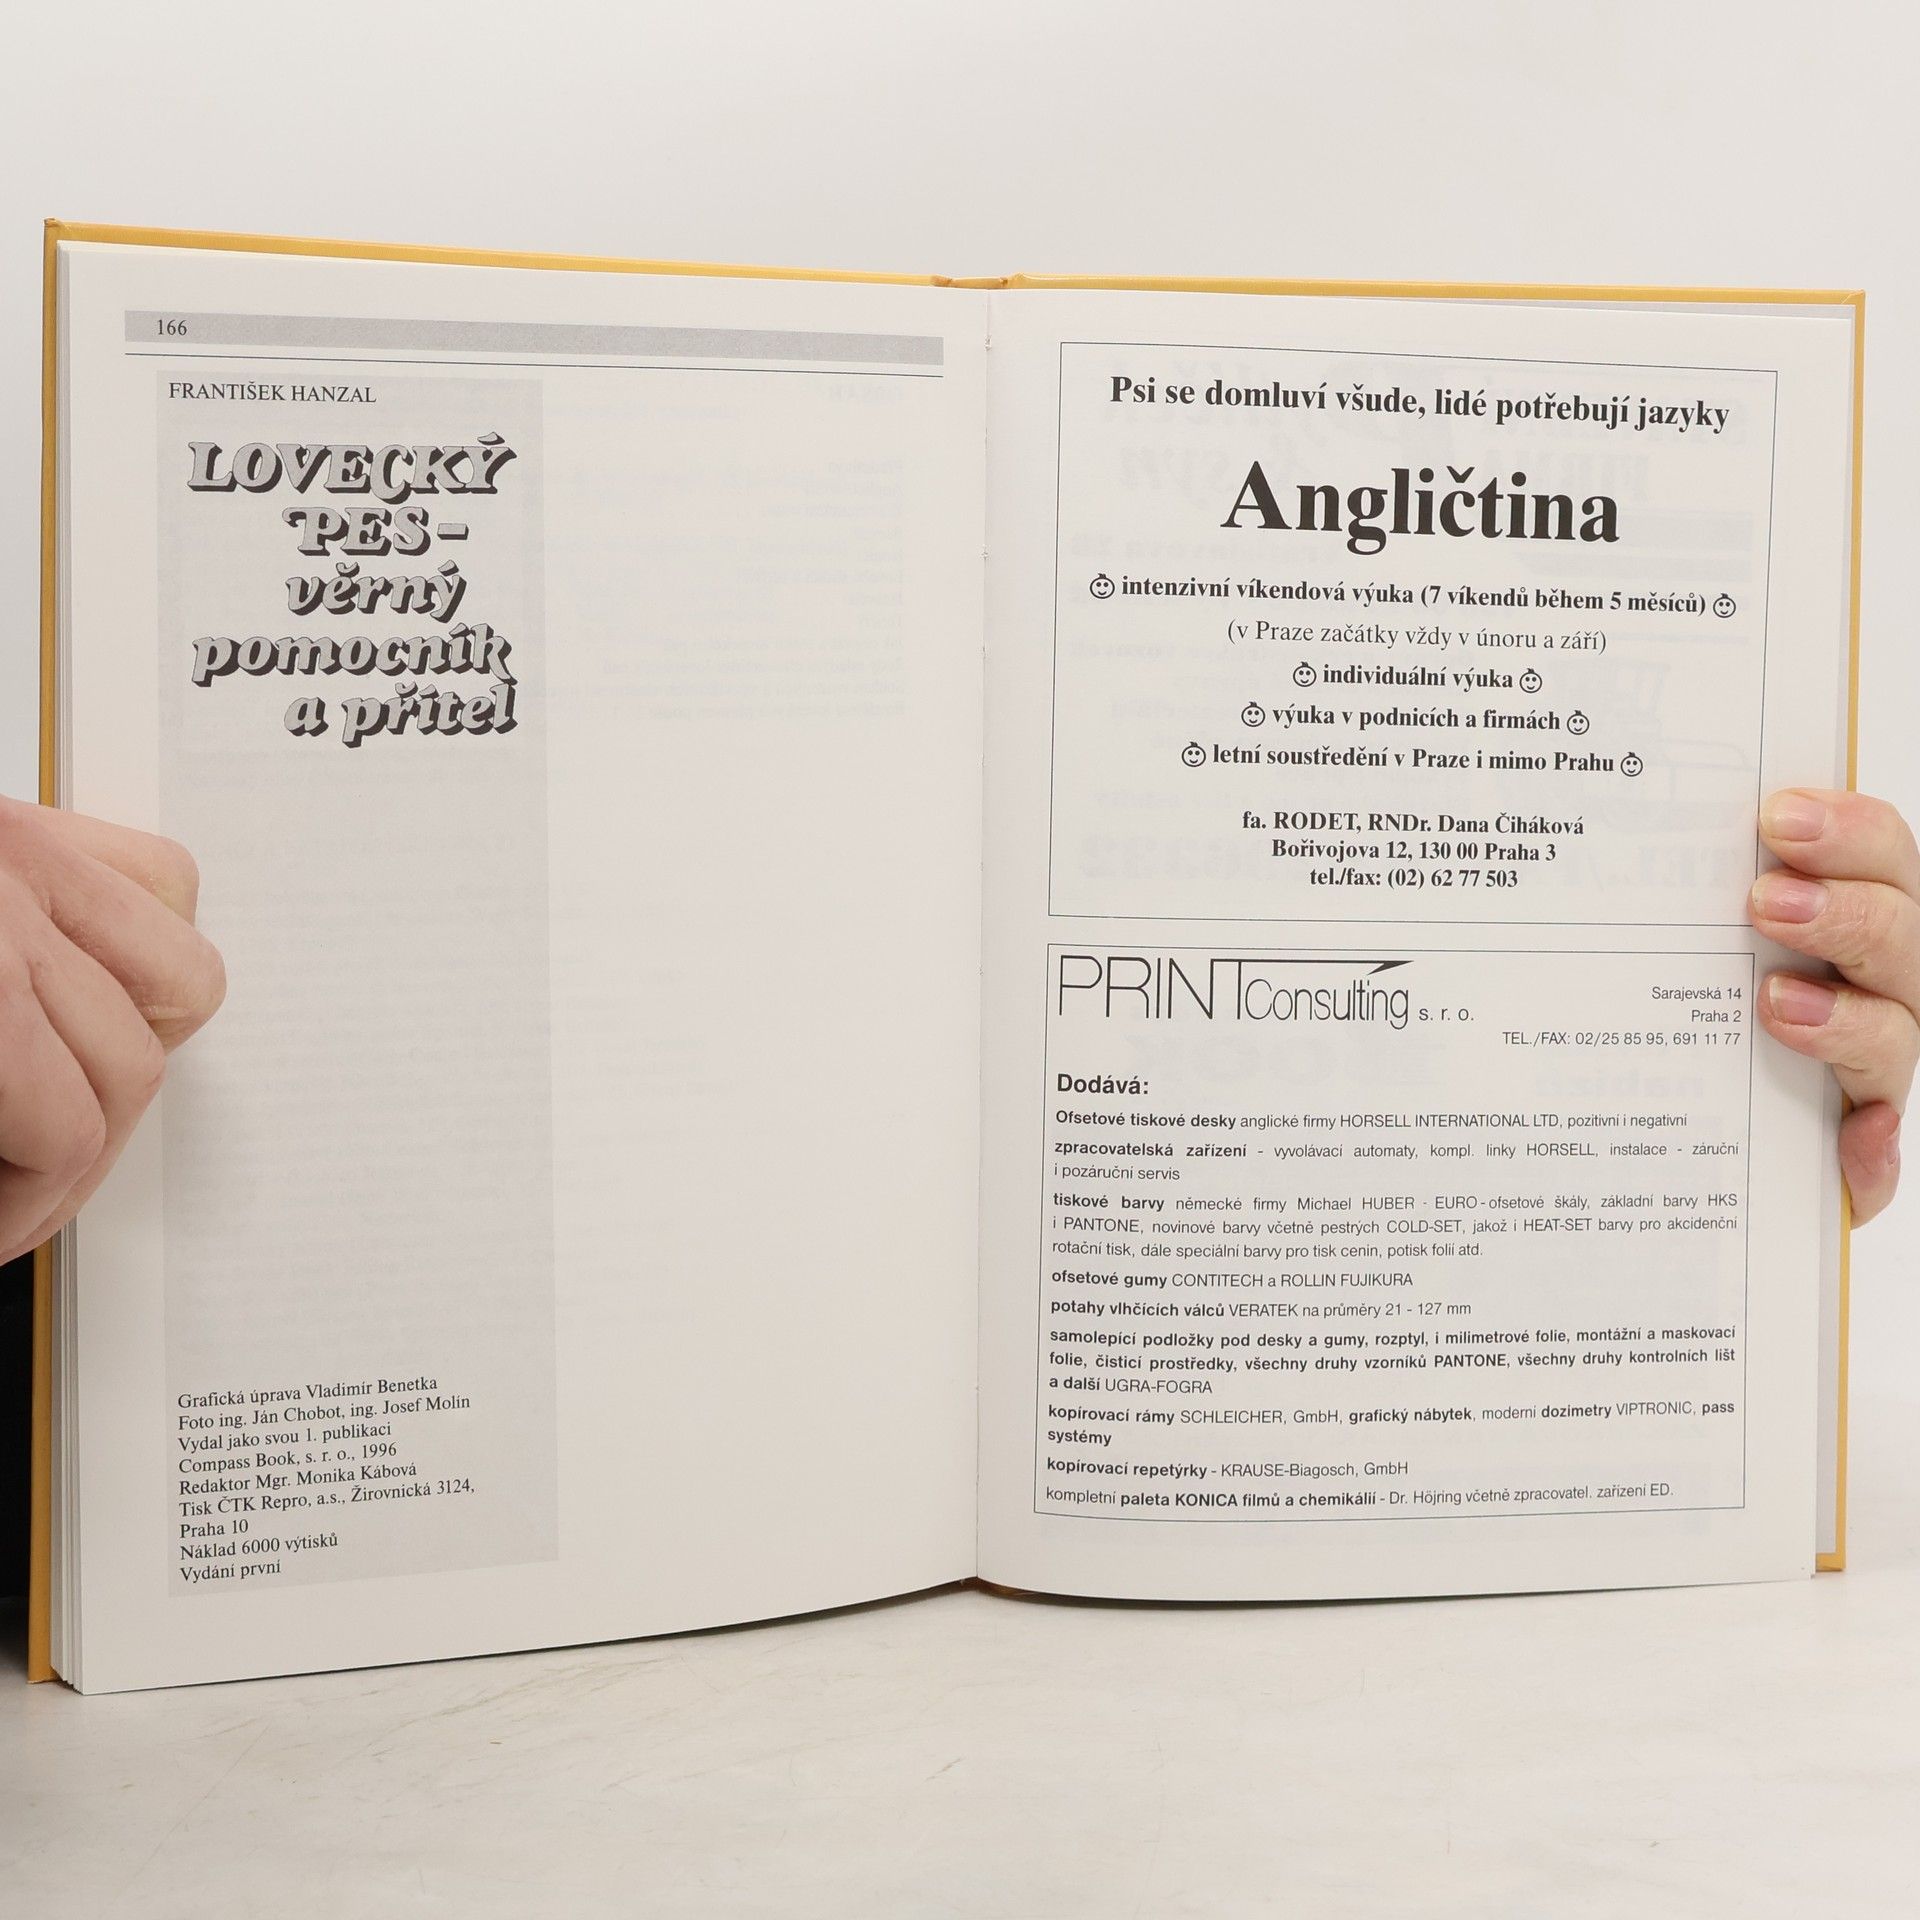 166
FRANTIŠEK HANZAL
LOVECKÝ
PES-
věrný
pomocník
a přítel
Grafická úprava Vladimír Benetka
Foto ing. Ján Chobot, ing. Josef Molín
Vydal jako svou 1. publikaci
Compass Book, s. r. o., 1996
Redaktor Mgr. Monika Kábová
Tisk ČTK Repro, a.s., Žirovnická 3124,
Praha 10
Náklad 6000 výtisků
Vydání první
Psi se domluví všude, lidé potřebují jazyky
Angličtina
intenzivní víkendová výuka (7 víkendů během 5 měsíců)
(v Praze začátky vždy v únoru a září)
individuální výuka
výuka v podnicích a firmách
letní soustředění v Praze i mimo Prahu
fa. RODET, RNDr. Dana Čiháková
Bořivojova 12, 130 00 Praha 3
tel./fax: (02) 62 77 503
PRINT Consulting s. r. o.
Sarajevská 14
Praha 2
TEL./FAX: 02/25 85 95, 691 11 77
Dodává:
Ofsetové tiskové desky anglické firmy HORSELL INTERNATIONAL LTD, pozitivní i negativní
zpracovatelská zařízení - vyvolávací automaty, kompl. linky HORSELL, instalace - záruční
i pozáruční servis
tiskové barvy německé firmy Michael HUBER - EURO-ofsetové škály, základní barvy HKS
i PANTONE, novinové barvy včetně pestrých COLD-SET, jakož i HEAT-SET barvy pro akcidenční
rotační tisk, dále speciální barvy pro tisk cenin, potisk folií atd.
ofsetové gumy CONTITECH a ROLLIN FUJIKURA
potahy vlhčících válců VERATEK na průměry 21 - 127 mm
samolepící podložky pod desky a gumy, rozptyl, i milimetrové folie, montážní a maskovací
folie, čisticí prostředky, všechny druhy vzorníků PANTONE, všechny druhy kontrolních lišt
a další UGRA-FOGRA
kopírovací rámy SCHLEICHER, GmbH, grafický nábytek, moderní dozimetry VIPTRONIC, pass
systémy
kopírovací repetýrky - KRAUSE-Biagosch, GmbH
kompletní paleta KONICA filmů a chemikálií - Dr. Höjring včetně zpracovatel. zařízení ED.